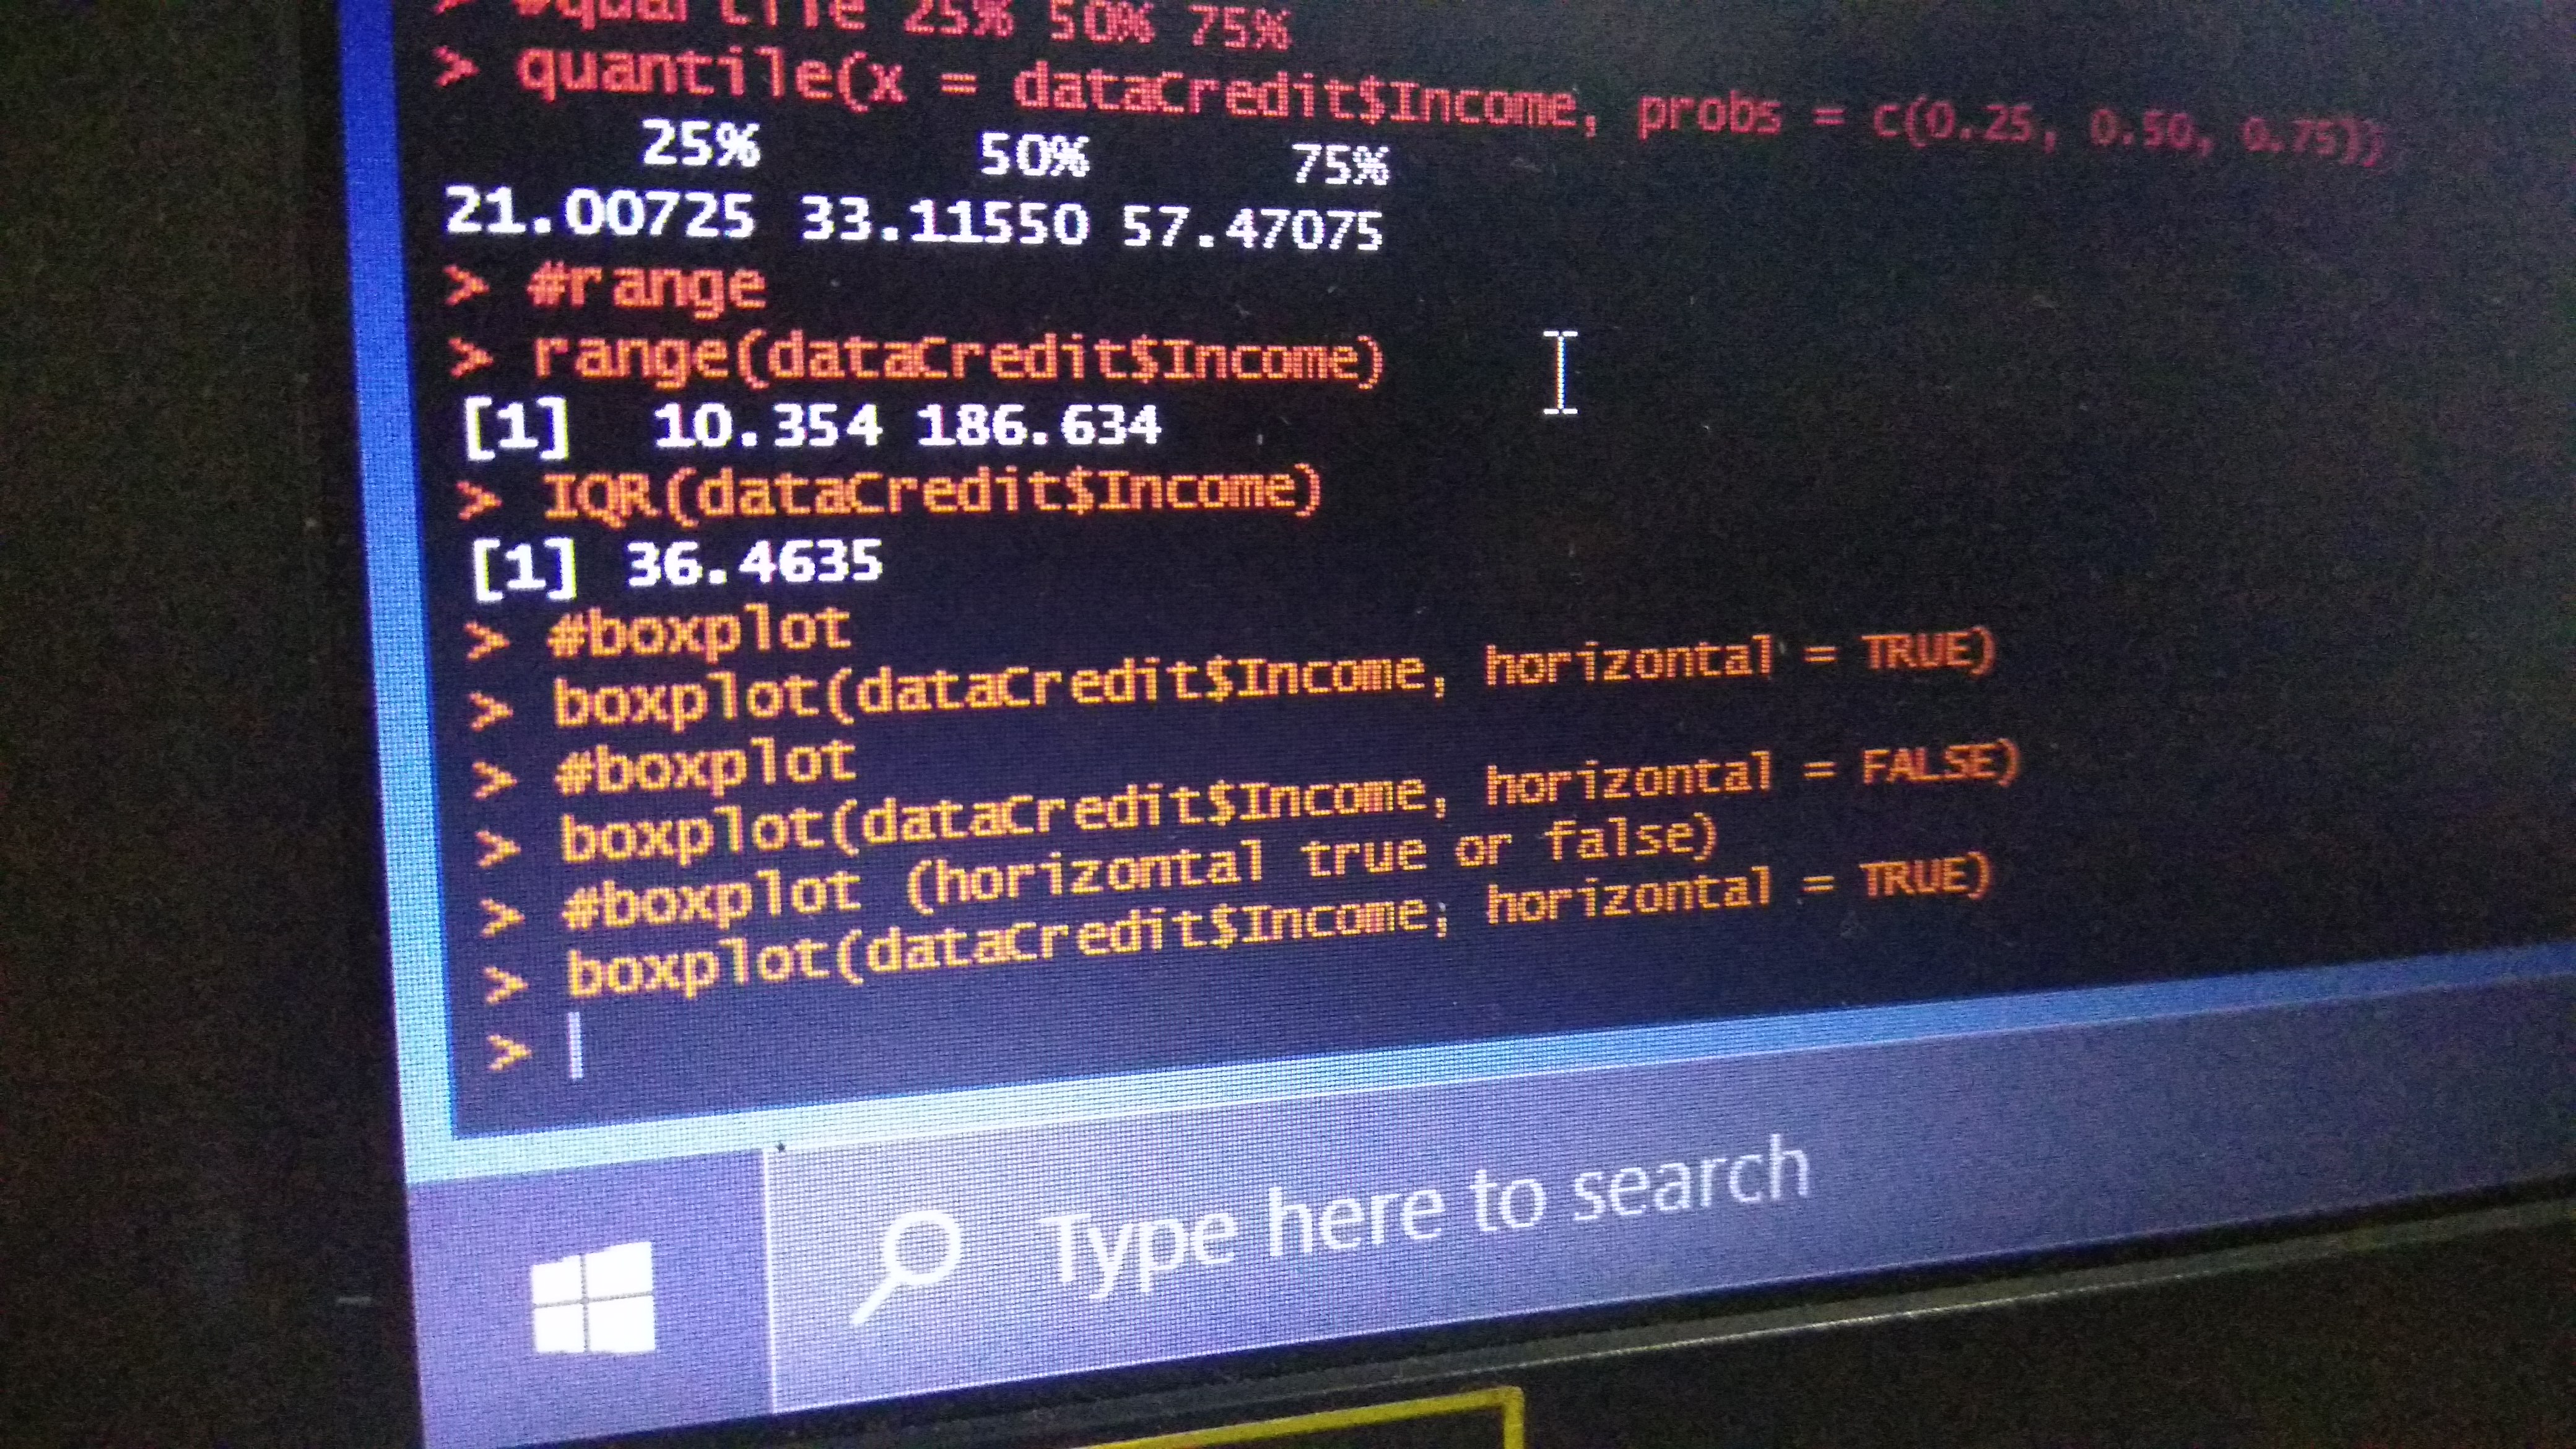 > #quartile 25% 50% 75%
> quantile(x = dataCredit$Income, probs = c(0.25, 0.50, 0.75))
25% 50% 75%
21.00725 33.11550 57.47075
> #range
> range(dataCredit$Income)
[1] 10.354 186.634
> IQR(dataCredit$Income)
[1] 36.4635
> #boxplot
> boxplot(dataCredit$Income, horizontal = TRUE)
> #boxplot
> boxplot(dataCredit$Income, horizontal = FALSE)
> #boxplot (horizontal true or false)
> boxplot(dataCredit$Income, horizontal = TRUE)
>
Type here to search